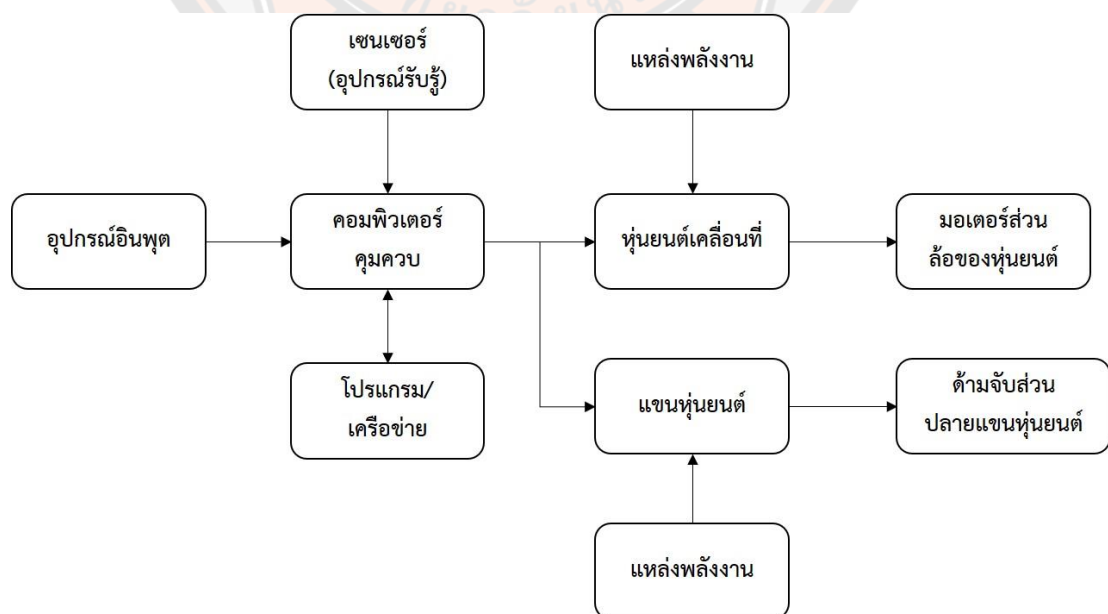 เซนเซอร์
(อุปกรณ์รับรู้)
แหล่งพลังงาน
อุปกรณ์อินพุต
คอมพิวเตอร์
คุมควบ
หุ่นยนต์เคลื่อนที่
มอเตอร์ส่วน
ล้อของหุ่นยนต์
โปรแกรม/
เครือข่าย
แขนหุ่นยนต์
ด้ามจับส่วน
ปลายแขนหุ่นยนต์
แหล่งพลังงาน